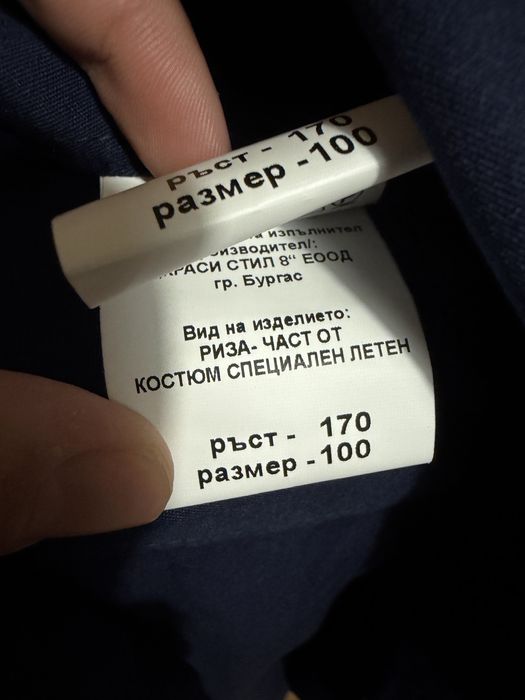 ръст - 170
размер -100
изпълнител
КРАСИ СТИЛ 8“ ЕООД
гр. Бургас
Вид на изделието:
РИЗА- ЧАСТ ОТ
КОСТЮМ СПЕЦИАЛЕН ЛЕТЕН
ръст - 170
размер -100